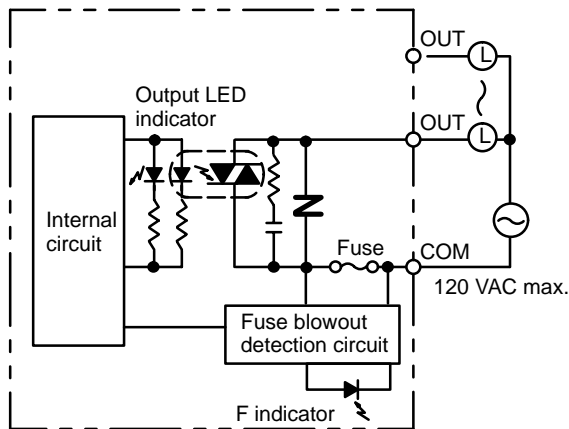 OUT
L
Output LED
indicator
OUT
L
Internal
circuit
Fuse
COM
120 VAC max.
Fuse blowout
detection circuit
F indicator